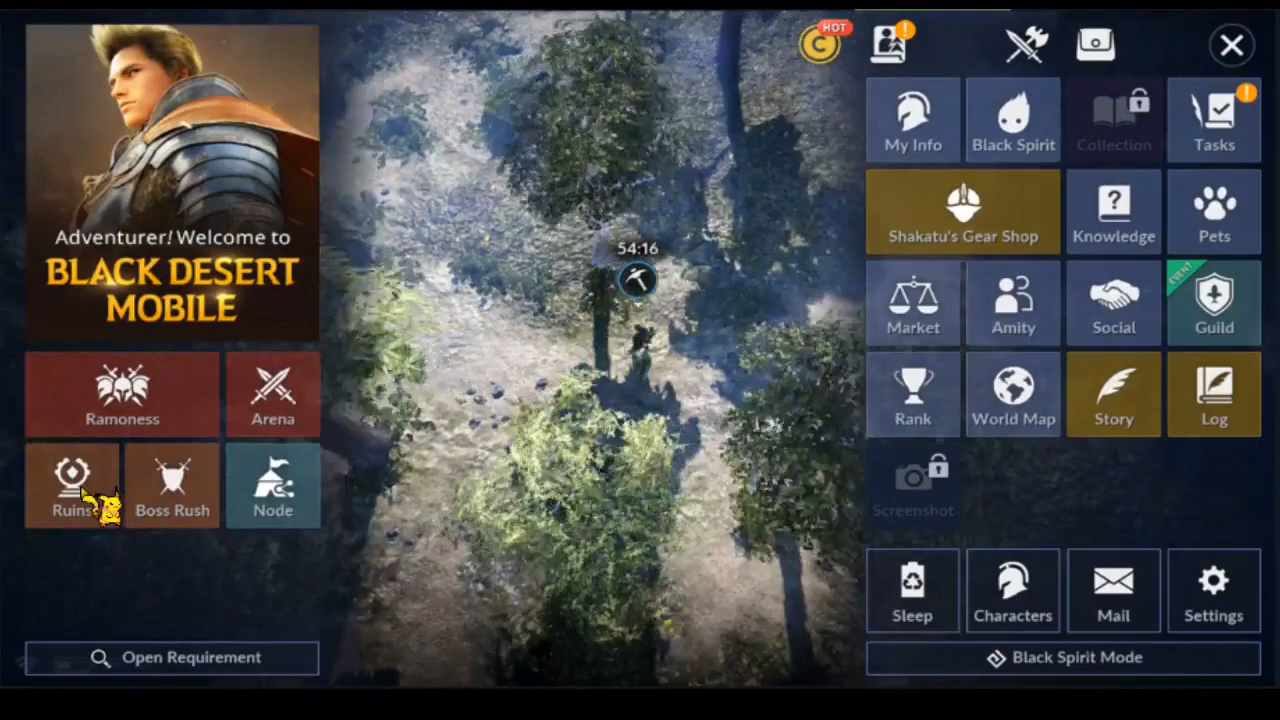 HOT
Adventurer! Welcome to
BLACK DESERT
MOBILE
Ramoness
Arena
Ruins
Boss Rush
Node
Open Requirement
54:16
My Info
Black Spirit
Collection
Tasks
Shakatu's Gear Shop
Knowledge
Pets
Market
Amity
Social
EVENT
Guild
Rank
World Map
Story
Log
Screenshot
Sleep
Characters
Mail
Settings
Black Spirit Mode